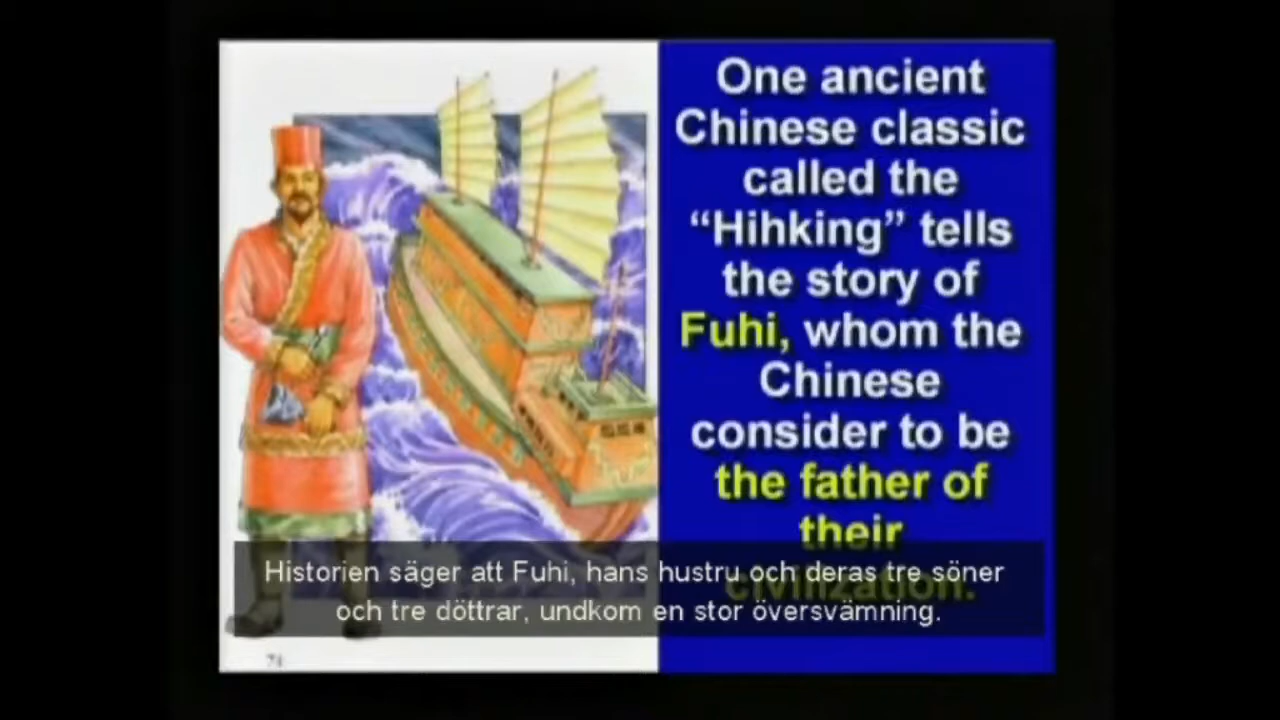 One ancient
Chinese classic
called the
“Hihking” tells
the story of
Fuhi, whom the
Chinese
consider to be
the father of
their
civilization.
Historien säger att Fuhi, hans hustru och deras tre söner
och tre döttrar, undkom en stor översvämning.